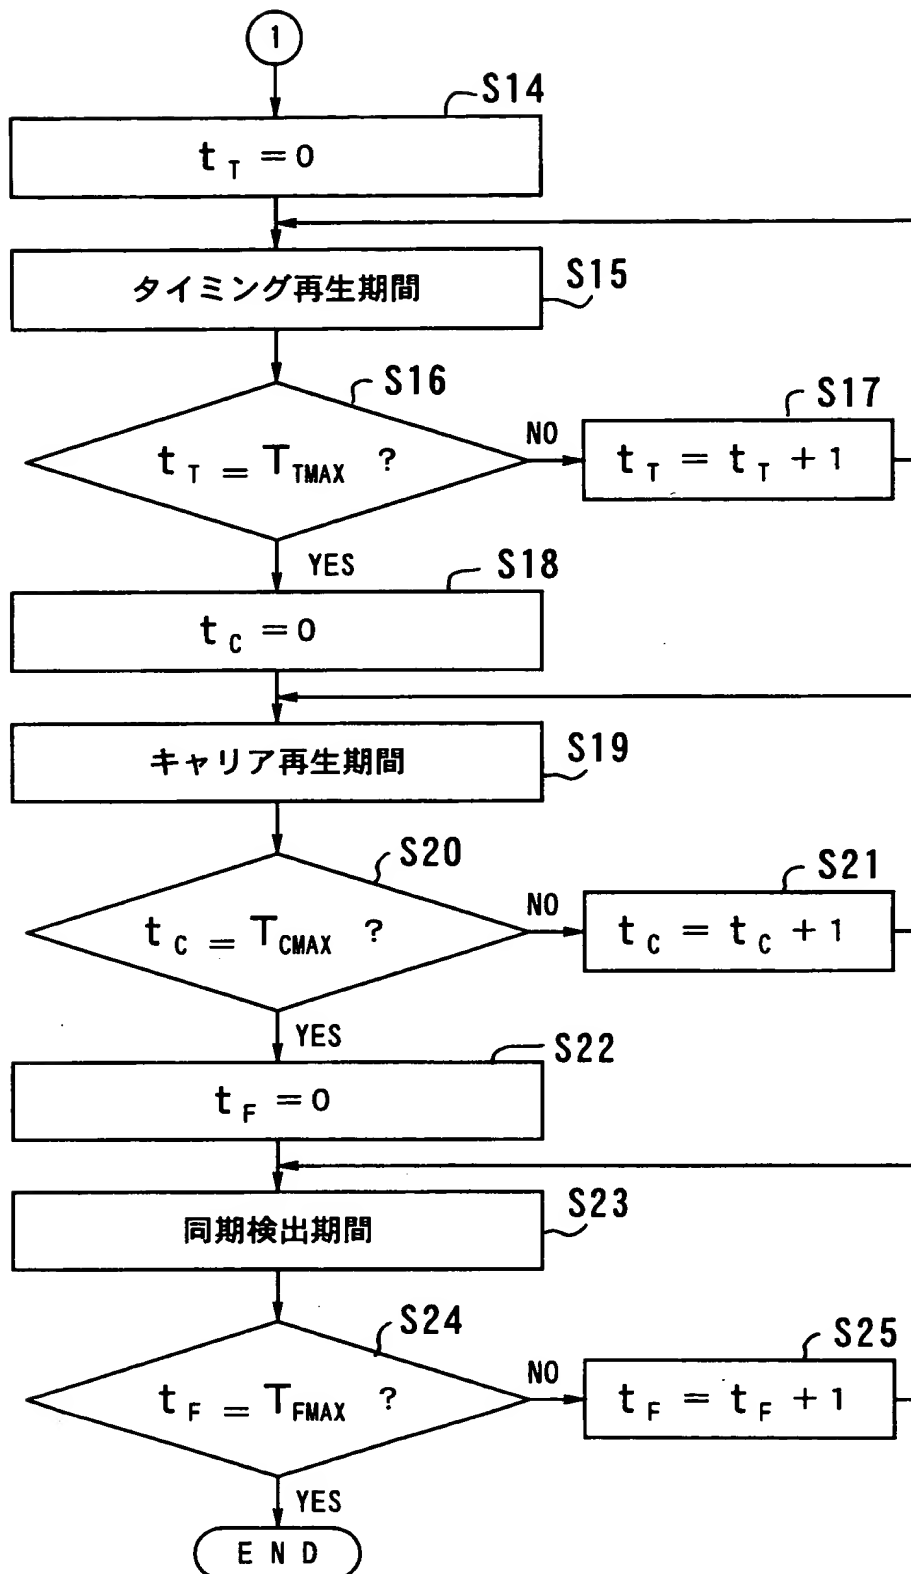 1
S14
t_T = 0
タイミング再生期間
S15
S16
t_T = T_TMAX ?
NO
S17
t_T = t_T + 1
YES
S18
t_C = 0
キャリア再生期間
S19
S20
t_C = T_CMAX ?
NO
S21
t_C = t_C + 1
YES
S22
t_F = 0
同期検出期間
S23
S24
t_F = T_FMAX ?
NO
S25
t_F = t_F + 1
YES
END